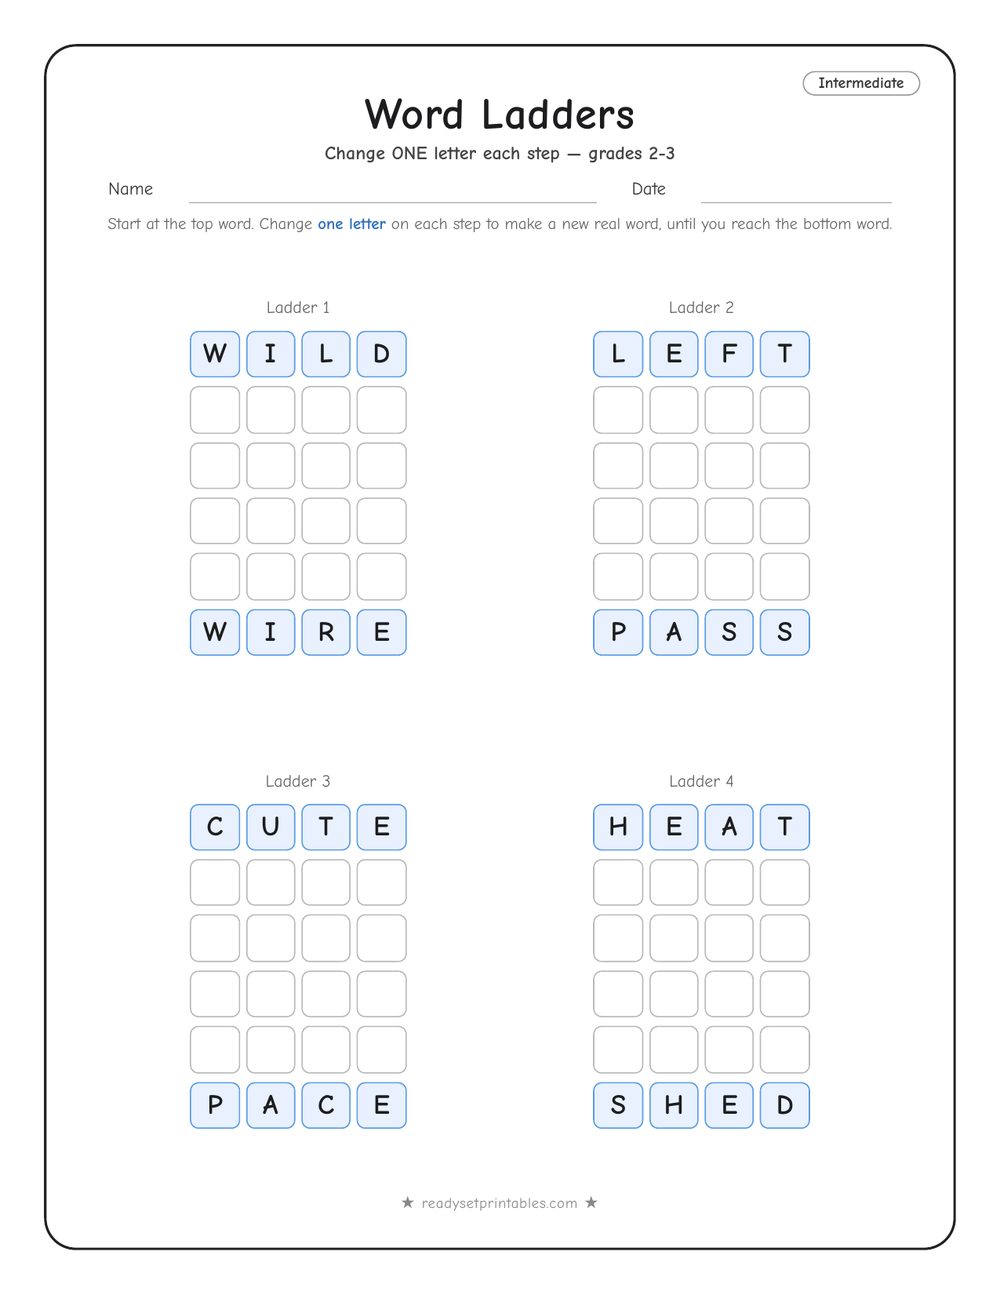 Intermediate
Word Ladders
Change ONE letter each step — grades 2-3
Name Date
Start at the top word. Change one letter on each step to make a new real word, until you reach the bottom word.
Ladder 1 Ladder 2
W I L D L E F T
W I R E P A S S
Ladder 3 Ladder 4
C U T E H E A T
P A C E S H E D
★ readysetprintables.com ★